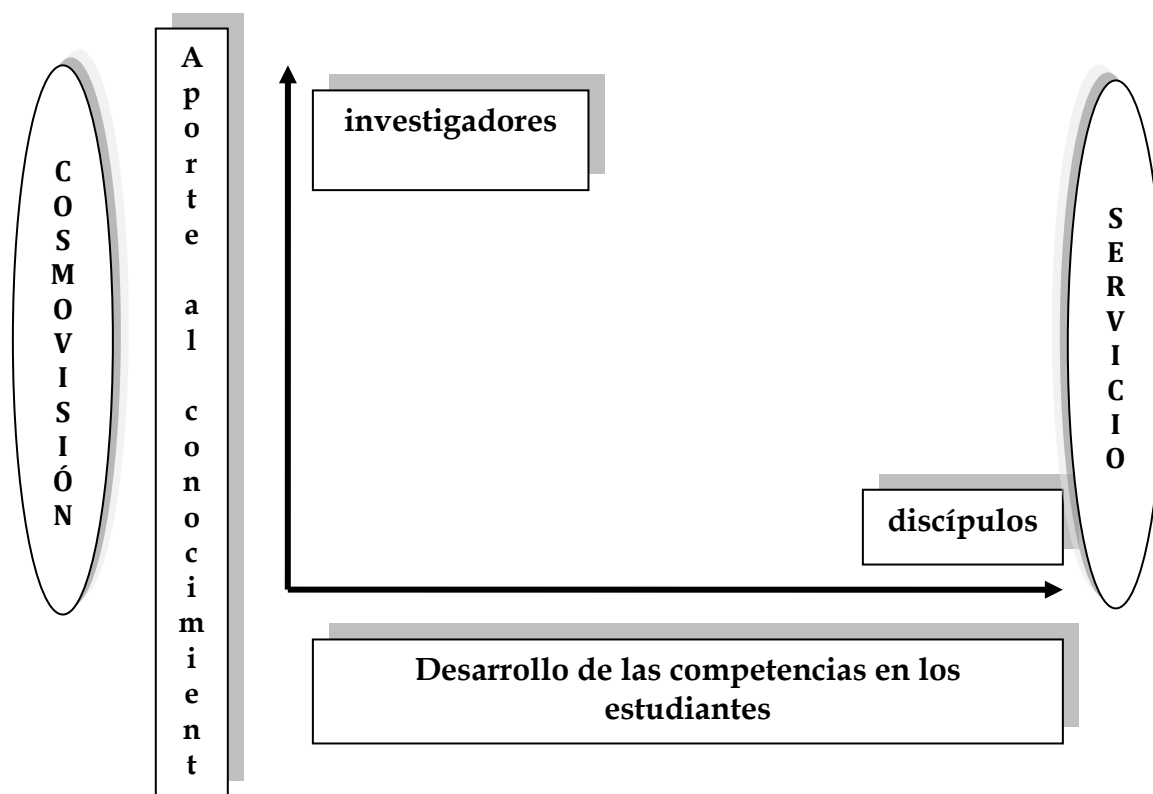 COSMOVISIÓN
Aporte al conocimient
investigadores
discípulos
SERVICIO
Desarrollo de las competencias en los
estudiantes